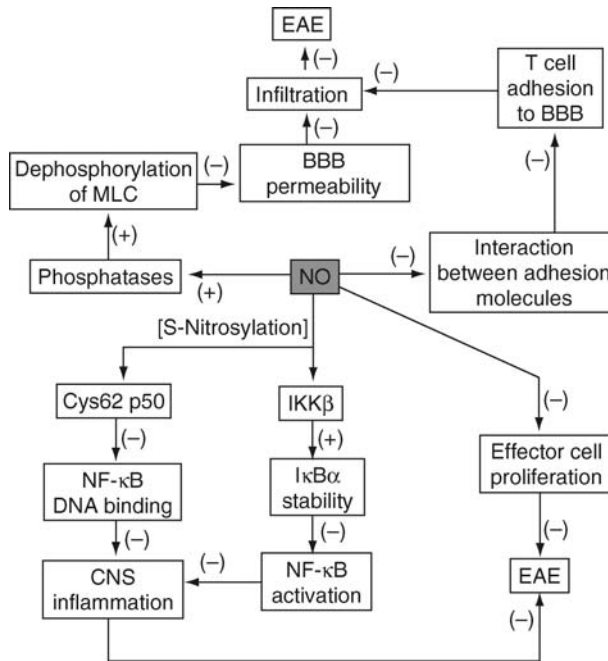 EAE
(–)
Infiltration
(–)
T cell
adhesion
to BBB
(–)
BBB
permeability
(–)
Dephosphorylation
of MLC
(–)
(+)
Phosphatases
(+)
NO
(–)
Interaction
between adhesion
molecules
[S-Nitrosylation]
Cys62 p50
IKKβ
(–)
(–)
(+)
NF-κB
DNA binding
IκBα
stability
Effector cell
proliferation
(–)
(–)
(–)
CNS
inflammation
(–)
NF-κB
activation
EAE
(–)